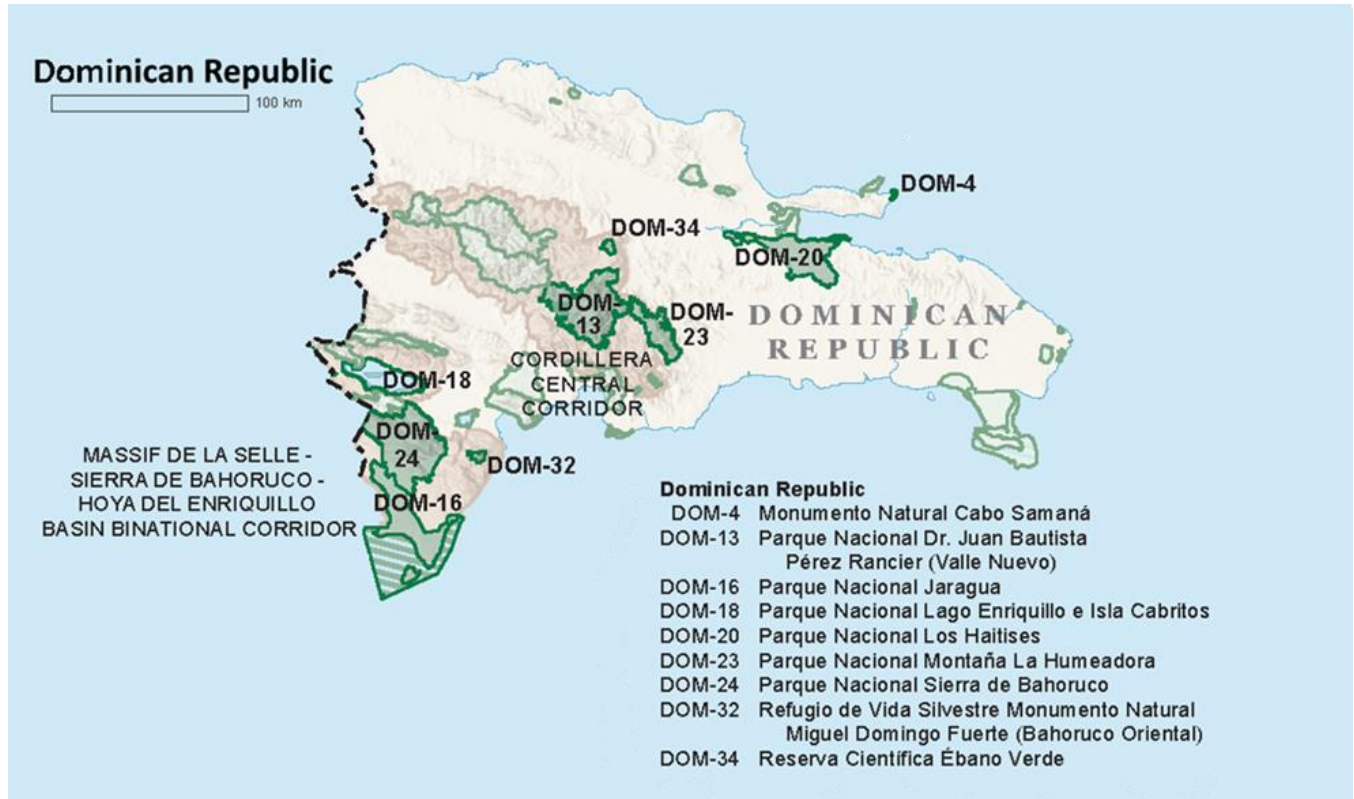 Dominican Republic
100 km
DOM-4
DOM-34
DOM-20
DOM-
13
DOM-
23
DOMINICAN
REPUBLIC
CORDILLERA
CENTRAL
CORRIDOR
DOM-18
DOM-
24
DOM-32
DOM-16
MASSIF DE LA SELLE -
SIERRA DE BAHORUCO -
HOYA DEL ENRIQUILLO
BASIN BINATIONAL CORRIDOR
Dominican Republic
DOM-4 Monumento Natural Cabo Samaná
DOM-13 Parque Nacional Dr. Juan Bautista
Pérez Rancier (Valle Nuevo)
DOM-16 Parque Nacional Jaragua
DOM-18 Parque Nacional Lago Enriquillo e Isla Cabritos
DOM-20 Parque Nacional Los Haitises
DOM-23 Parque Nacional Montaña La Humeadora
DOM-24 Parque Nacional Sierra de Bahoruco
DOM-32 Refugio de Vida Silvestre Monumento Natural
Miguel Domingo Fuerte (Bahoruco Oriental)
DOM-34 Reserva Científica Ébano Verde